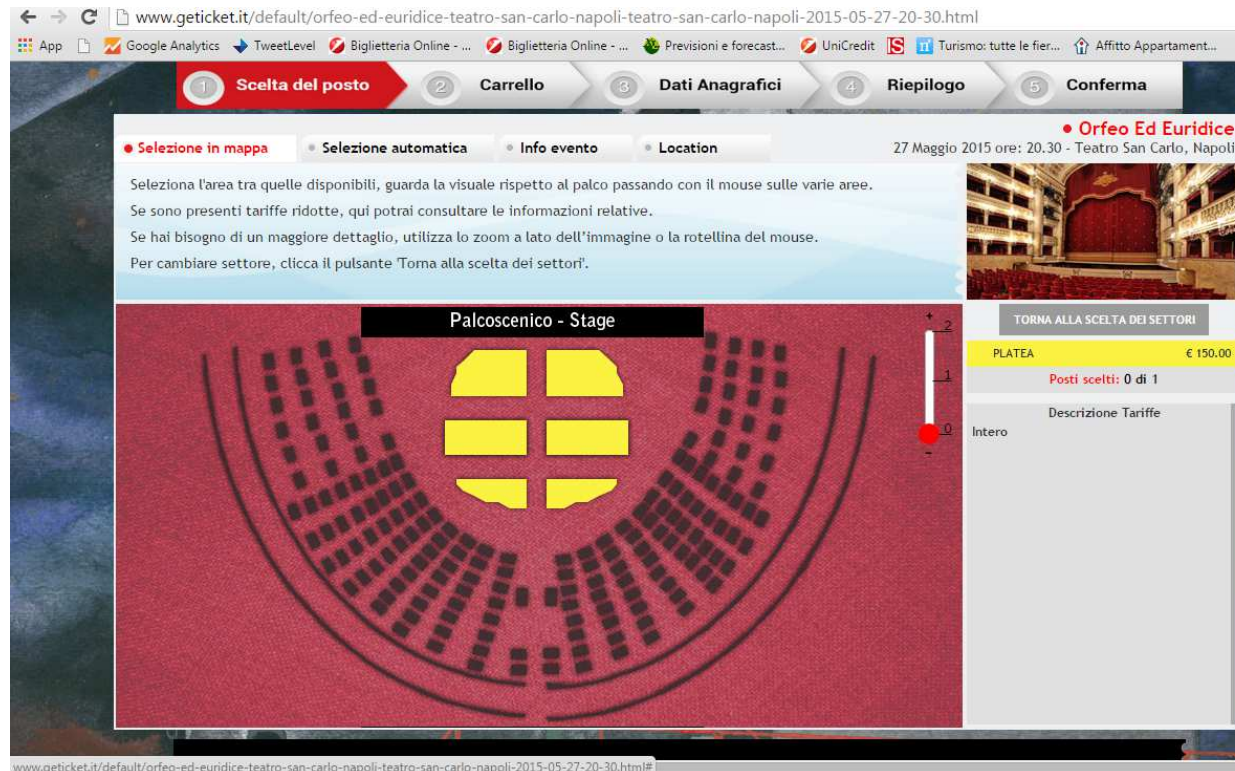 www.geticket.it/default/orfeo-ed-euridice-teatro-san-carlo-napoli-teatro-san-carlo-napoli-2015-05-27-20-30.html
App Google Analytics TweetLevel Biglietteria Online - ... Biglietteria Online - ... Previsioni e forecast... UniCredit S Turismo: tutte le fier... Affitto Appartament...
1 Scelta del posto 2 Carrello 3 Dati Anagrafici 4 Riepilogo 5 Conferma
• Orfeo Ed Euridice
• Selezione in mappa • Selezione automatica • Info evento • Location 27 Maggio 2015 ore: 20.30 - Teatro San Carlo, Napoli
Seleziona l'area tra quelle disponibili, guarda la visuale rispetto al palco passando con il mouse sulle varie aree.
Se sono presenti tariffe ridotte, qui potrai consultare le informazioni relative.
Se hai bisogno di un maggiore dettaglio, utilizza lo zoom a lato dell'immagine o la rotellina del mouse.
Per cambiare settore, clicca il pulsante 'Torna alla scelta dei settori'.
Palcoscenico - Stage
+
2
1
0
-
TORNA ALLA SCELTA DEI SETTORI
PLATEA € 150.00
Posti scelti: 0 di 1
Descrizione Tariffe
Intero
www.geticket.it/default/orfeo-ed-euridice-teatro-san-carlo-napoli-teatro-san-carlo-napoli-2015-05-27-20-30.html#